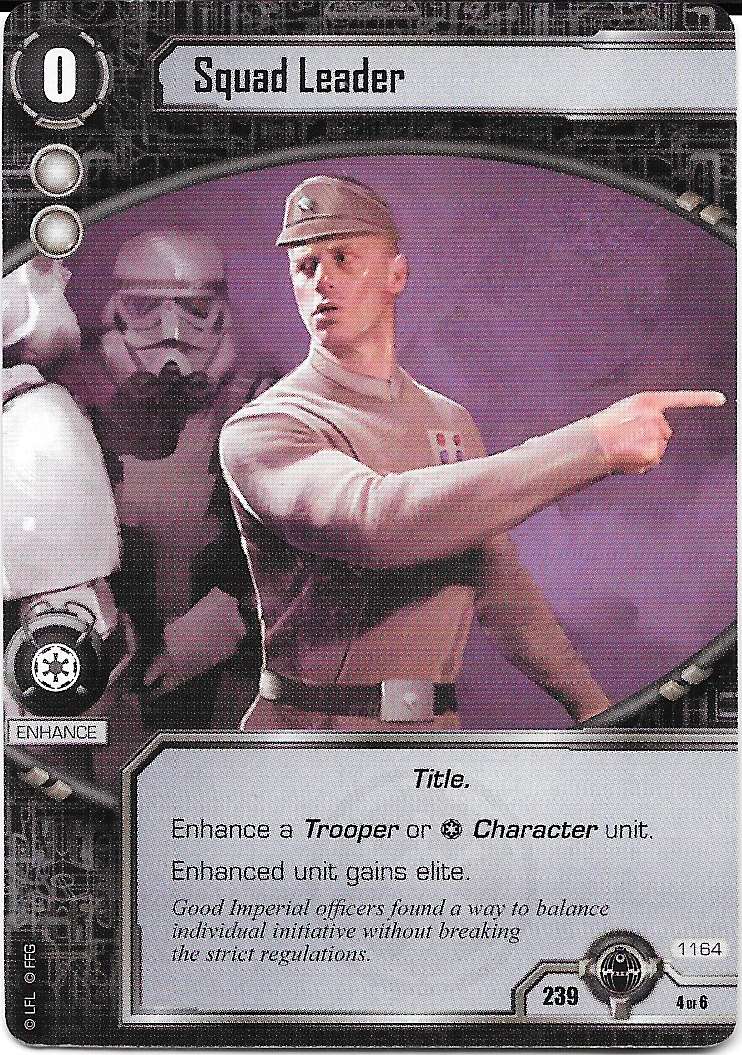 0
Squad Leader
ENHANCE
Title.
Enhance a Trooper or Character unit.
Enhanced unit gains elite.
Good Imperial officers found a way to balance
individual initiative without breaking
the strict regulations.
1164
239
4 OF 6
© LFL © FFG